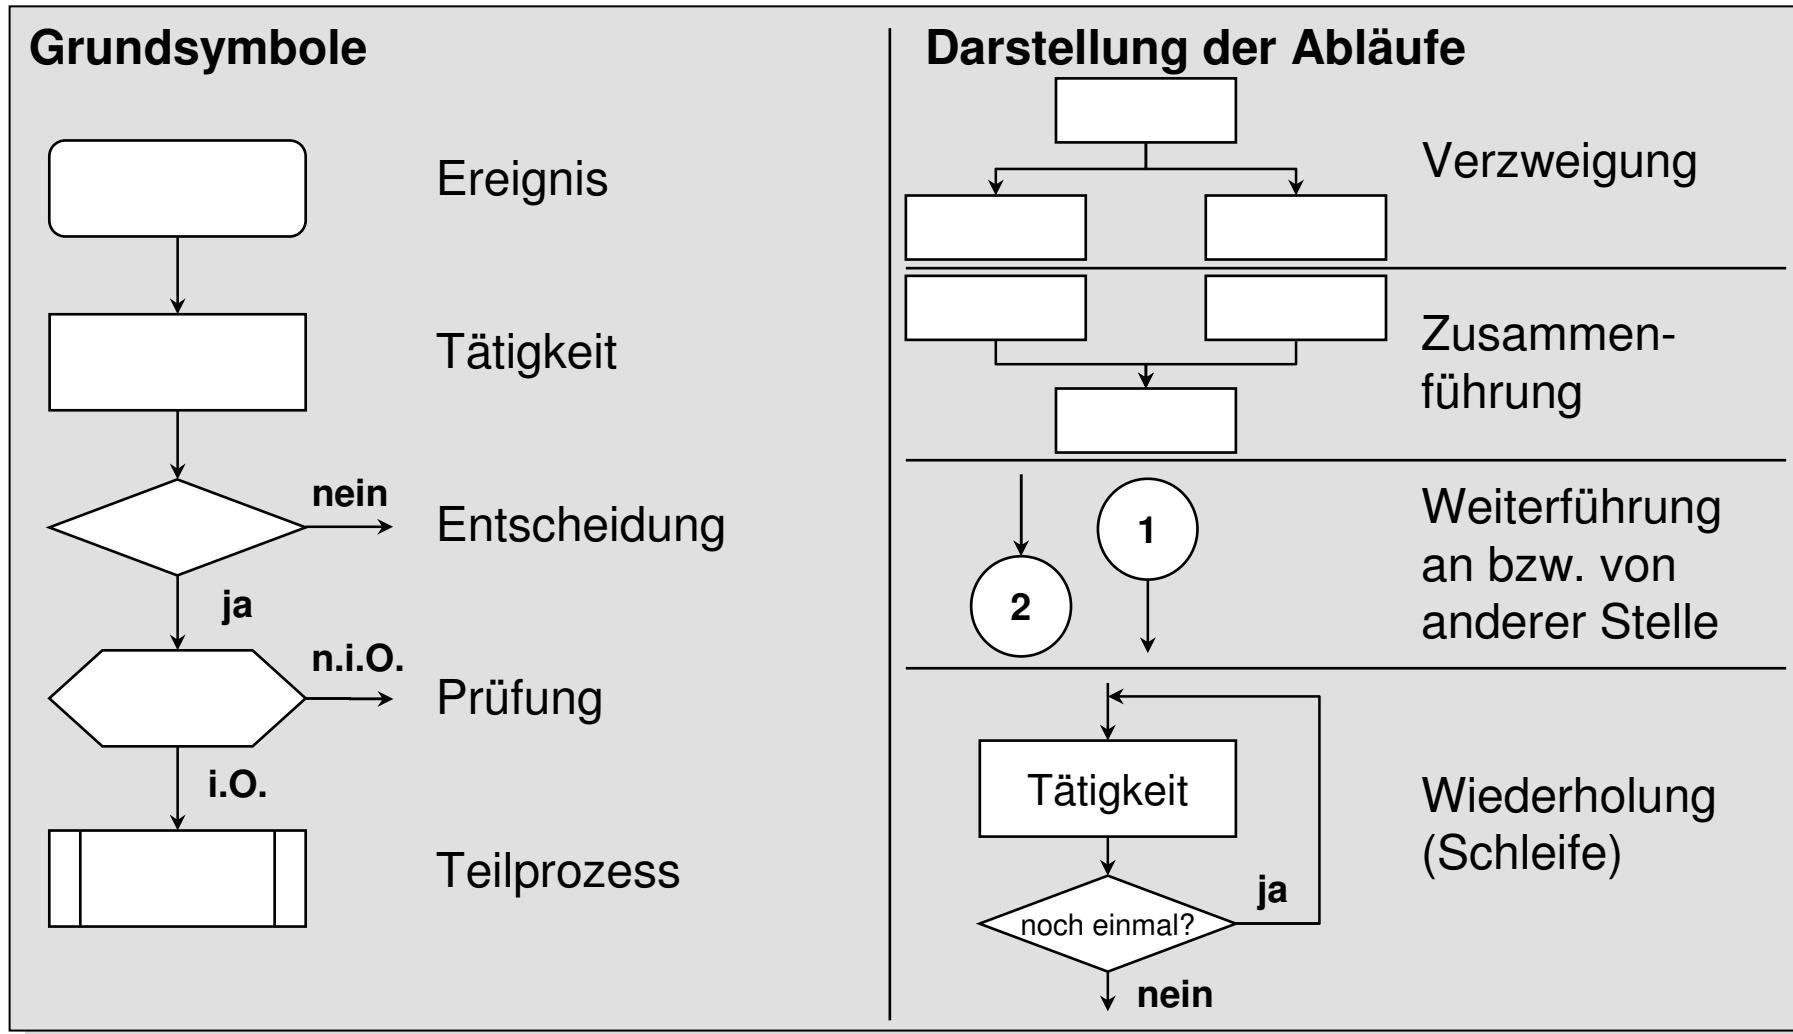 Grundsymbole
Ereignis
Tätigkeit
nein
Entscheidung
ja
n.i.O.
Prüfung
i.O.
Teilprozess
Darstellung der Abläufe
Verzweigung
Zusammen-
führung
1
2
Weiterführung
an bzw. von
anderer Stelle
Tätigkeit
Wiederholung
(Schleife)
ja
noch einmal?
nein